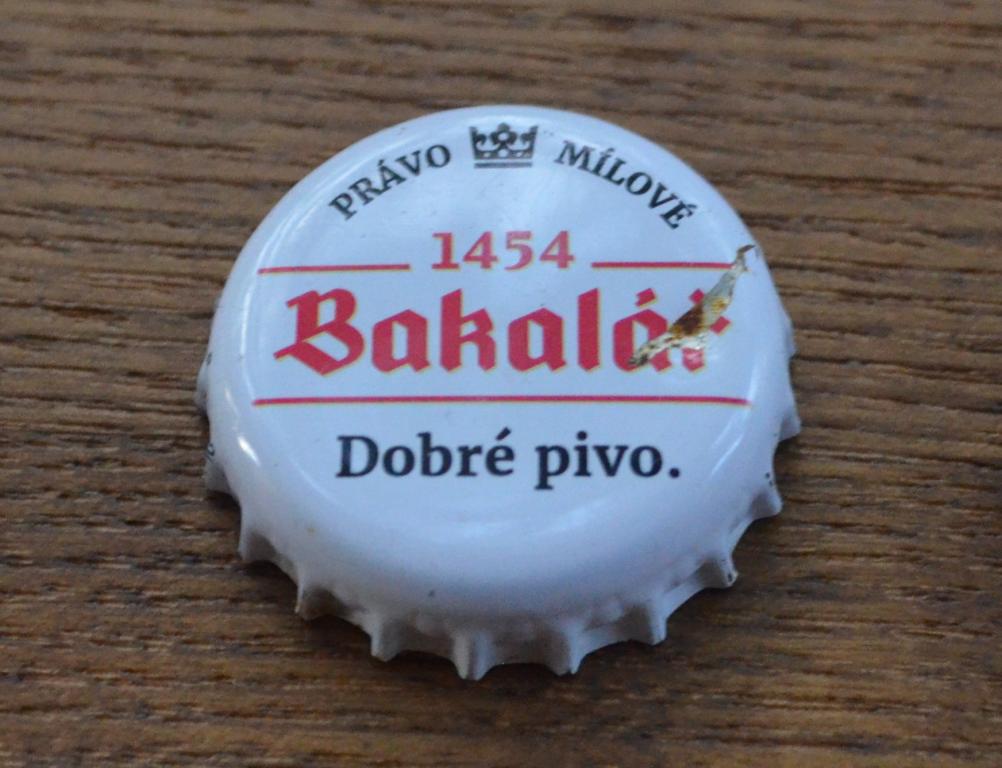 PRÁVO MÍLOVÉ
1454
Bakalář
Dobré pivo.